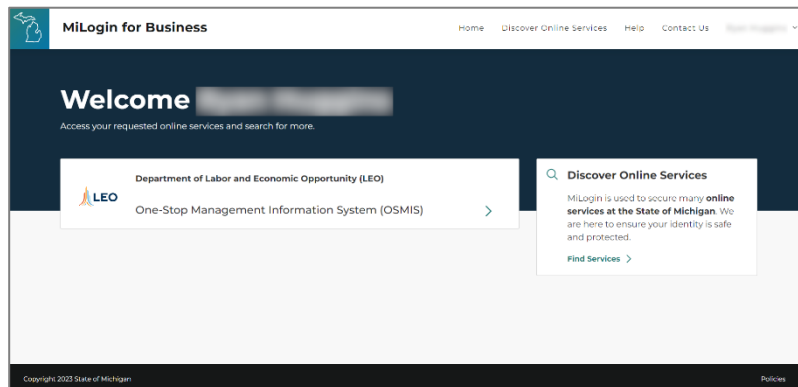 MiLogin for Business
Home Discover Online Services Help Contact Us
Welcome
Access your requested online services and search for more.
LEO
Department of Labor and Economic Opportunity (LEO)
One-Stop Management Information System (OSMIS)
Discover Online Services
MiLogin is used to secure many online
services at the State of Michigan. We
are here to ensure your identity is safe
and protected.
Find Services
Copyright 2023 State of Michigan
Policies